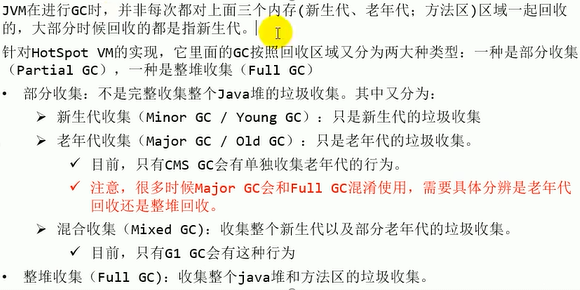 JVM在进行GC时，并非每次都对上面三个内存(新生代、老年代；方法区)区域一起回收
的，大部分时候回收的都是指新生代。
针对HotSpot VM的实现，它里面的GC按照回收区域又分为两大种类型：一种是部分收集
（Partial GC），一种是整堆收集（Full GC）
• 部分收集：不是完整收集整个Java堆的垃圾收集。其中又分为：
➢ 新生代收集（Minor GC / Young GC）：只是新生代的垃圾收集
➢ 老年代收集（Major GC / Old GC）：只是老年代的垃圾收集。
✓ 目前，只有CMS GC会有单独收集老年代的行为。
✓ 注意，很多时候Major GC会和Full GC混淆使用，需要具体分辨是老年代
回收还是整堆回收。
➢ 混合收集（Mixed GC)：收集整个新生代以及部分老年代的垃圾收集。
✓ 目前，只有G1 GC会有这种行为
• 整堆收集（Full GC)：收集整个java堆和方法区的垃圾收集。